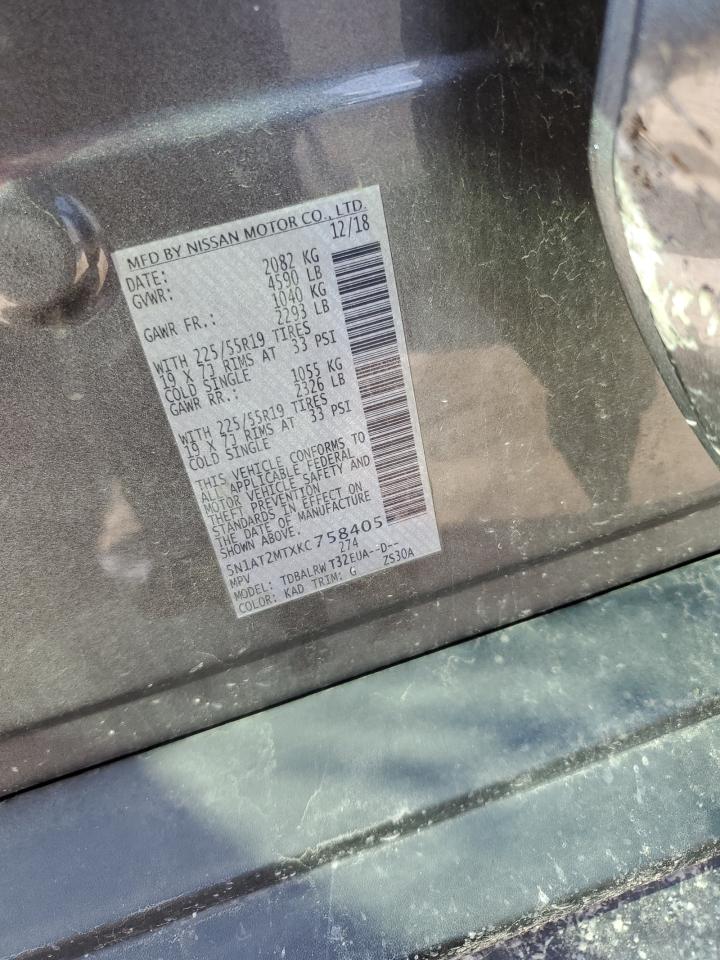 MFD BY NISSAN MOTOR CO., LTD.
DATE: 12/18
GVWR: 2082 KG
4590 LB
GAWR FR.: 1040 KG
2293 LB
WITH 225/55R19 TIRES
19 X 7J RIMS AT 33 PSI
COLD SINGLE
GAWR RR.: 1055 KG
2326 LB
WITH 225/55R19 TIRES
19 X 7J RIMS AT 33 PSI
COLD SINGLE
THIS VEHICLE CONFORMS TO
ALL APPLICABLE FEDERAL
MOTOR VEHICLE SAFETY AND
THEFT PREVENTION
STANDARDS IN EFFECT ON
THE DATE OF MANUFACTURE
SHOWN ABOVE.
5N1AT2MTXKC758405
MPV 274
MODEL: TDBALRWT32EUA--D--
COLOR: KAD TRIM: G ZS30A